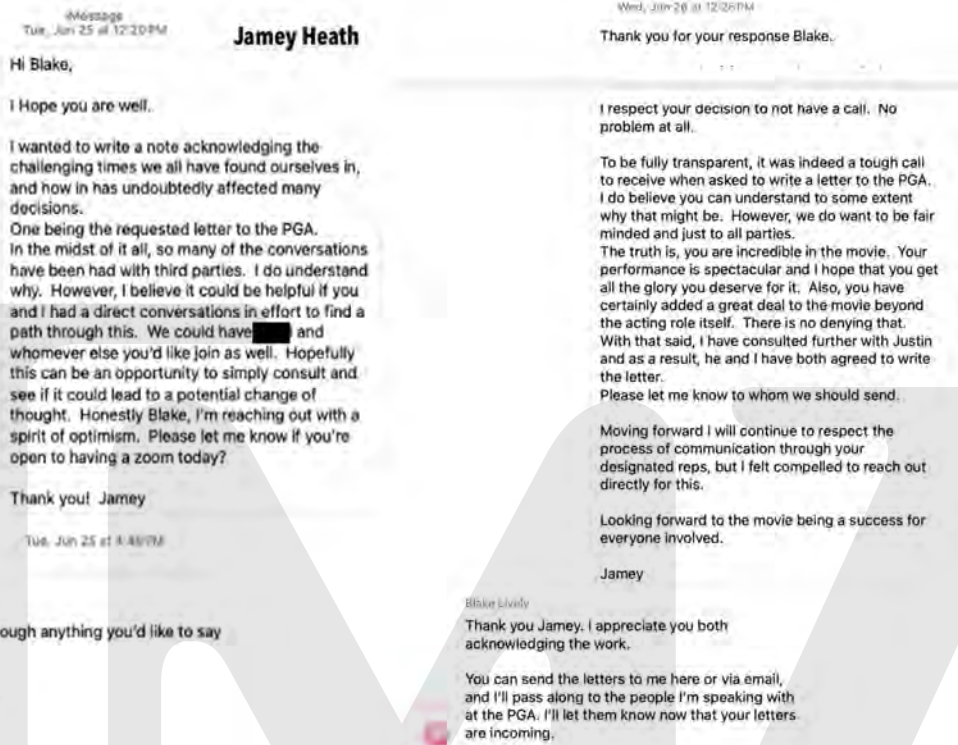 iMessage
Tue, Jun 25 at 12:20 PM
Jamey Heath
Hi Blake,
I Hope you are well.
I wanted to write a note acknowledging the
challenging times we all have found ourselves in,
and how in has undoubtedly affected many
decisions.
One being the requested letter to the PGA.
In the midst of it all, so many of the conversations
have been had with third parties.  I do understand
why.  However, I believe it could be helpful if you
and I had a direct conversations in effort to find a
path through this.  We could have and
whomever else you'd like join as well.  Hopefully
this can be an opportunity to simply consult and
see if it could lead to a potential change of
thought.  Honestly Blake, I'm reaching out with a
spirit of optimism.  Please let me know if you're
open to having a zoom today?
Thank you!  Jamey
Tue, Jun 25 at PM
ough anything you'd like to say
Wed, Jun 26 at 12:26 PM
Thank you for your response Blake.
I respect your decision to not have a call.  No
problem at all.
To be fully transparent, it was indeed a tough call
to receive when asked to write a letter to the PGA.
I do believe you can understand to some extent
why that might be.  However, we do want to be fair
minded and just to all parties.
The truth is, you are incredible in the movie.  Your
performance is spectacular and I hope that you get
all the glory you deserve for it.  Also, you have
certainly added a great deal to the movie beyond
the acting role itself.  There is no denying that.
With that said, I have consulted further with Justin
and as a result, he and I have both agreed to write
the letter.
Please let me know to whom we should send.
Moving forward I will continue to respect the
process of communication through your
designated reps, but I felt compelled to reach out
directly for this.
Looking forward to the movie being a success for
everyone involved.
Jamey
Blake Lively
Thank you Jamey. I appreciate you both
acknowledging the work.
You can send the letters to me here or via email,
and I'll pass along to the people I'm speaking with
at the PGA. I'll let them know now that your letters
are incoming.